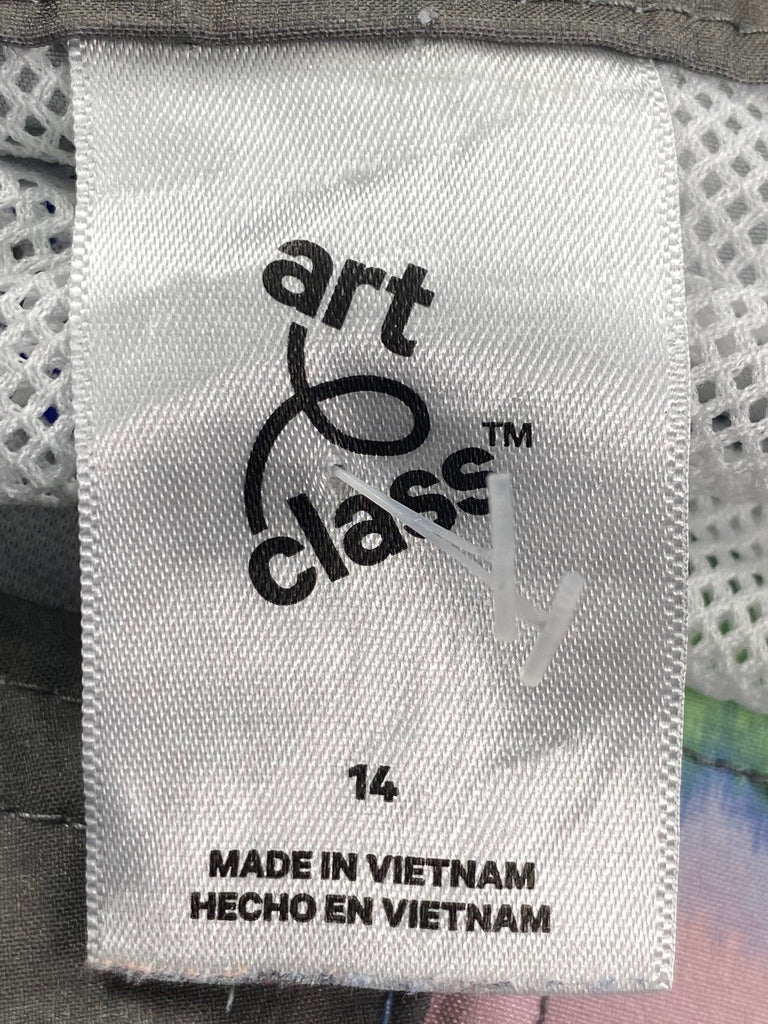 art
class™
14
MADE IN VIETNAM
HECHO EN VIETNAM